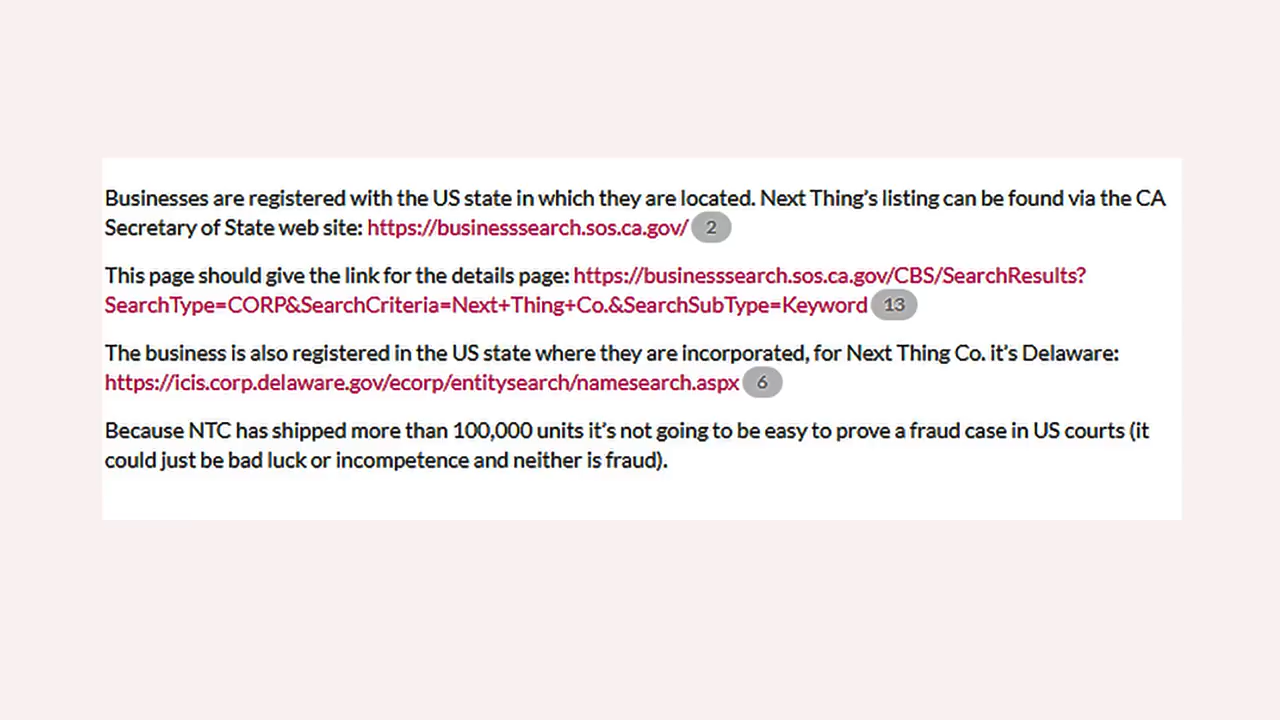 Businesses are registered with the US state in which they are located. Next Thing’s listing can be found via the CA
Secretary of State web site: https://businesssearch.sos.ca.gov/ 2
This page should give the link for the details page: https://businesssearch.sos.ca.gov/CBS/SearchResults?
SearchType=CORP&SearchCriteria=Next+Thing+Co.&SearchSubType=Keyword 13
The business is also registered in the US state where they are incorporated, for Next Thing Co. it’s Delaware:
https://icis.corp.delaware.gov/ecorp/entitysearch/namesearch.aspx 6
Because NTC has shipped more than 100,000 units it’s not going to be easy to prove a fraud case in US courts (it
could just be bad luck or incompetence and neither is fraud).